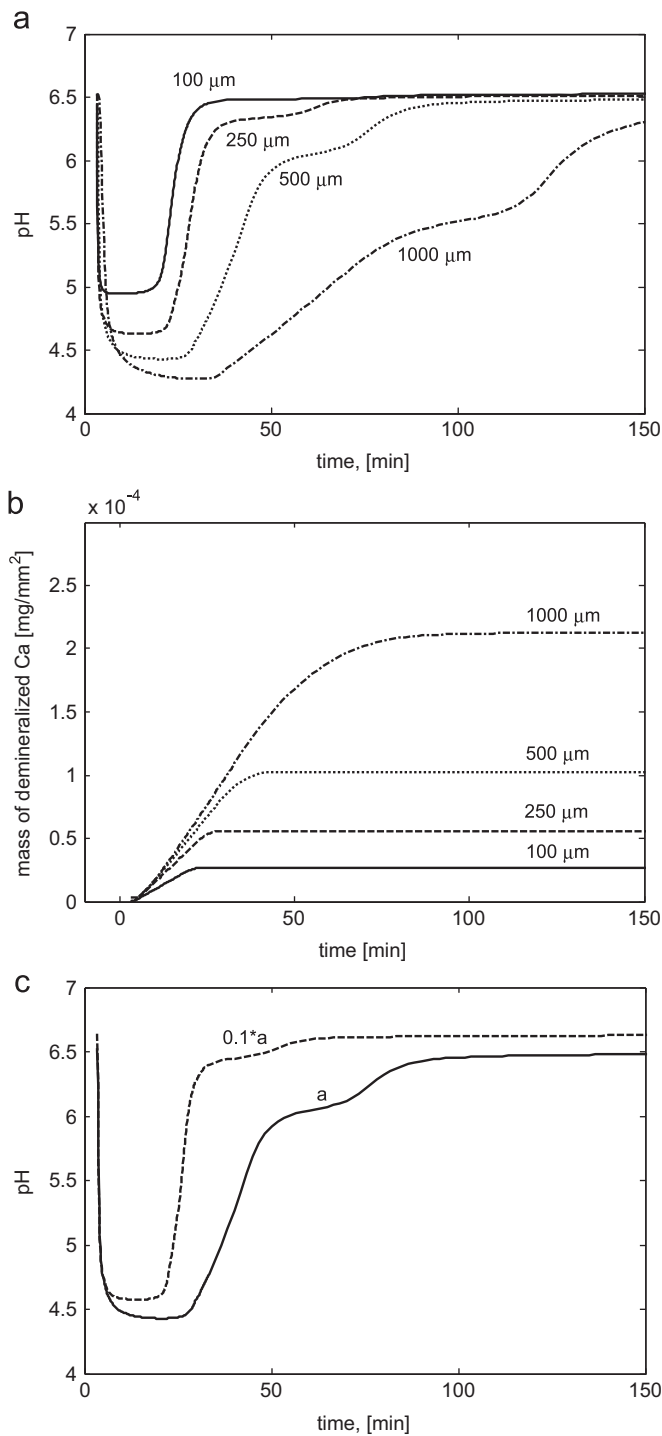 a
7
6.5
6
5.5
5
4.5
4
pH
100 μm
250 μm
500 μm
1000 μm
0
50
100
150
time, [min]
b
x 10-4
2.5
2
1.5
1
0.5
0
mass of demineralized Ca [mg/mm2]
1000 μm
500 μm
250 μm
100 μm
0
50
100
150
time [min]
c
7
6.5
6
5.5
5
4.5
4
pH
0.1*a
a
0
50
100
150
time, [min]